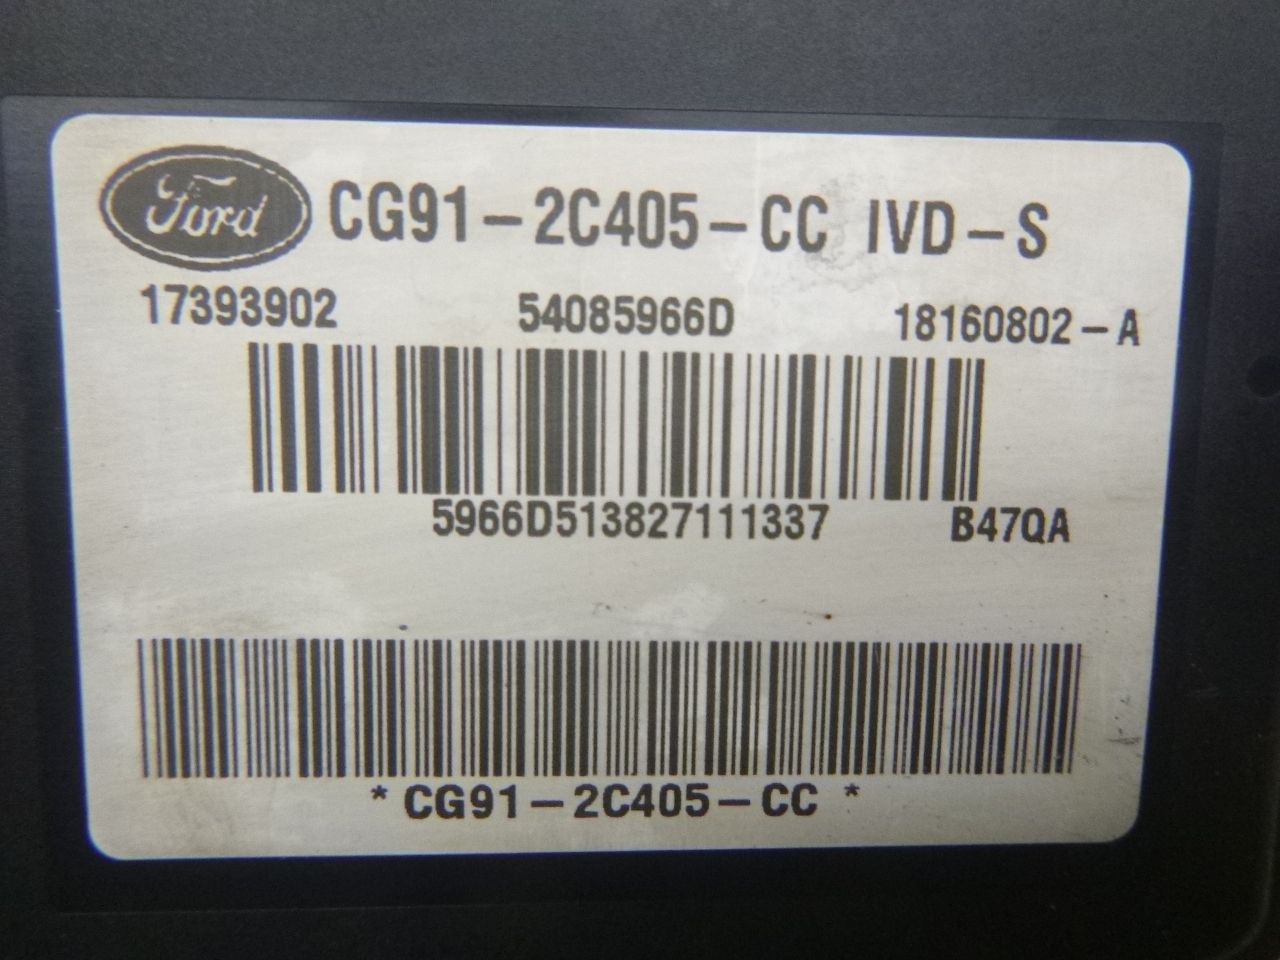 Ford CG91-2C405-CC IVD-S
17393902 54085966D 18160802-A
5966D513827111337 B47QA
* CG91-2C405-CC *